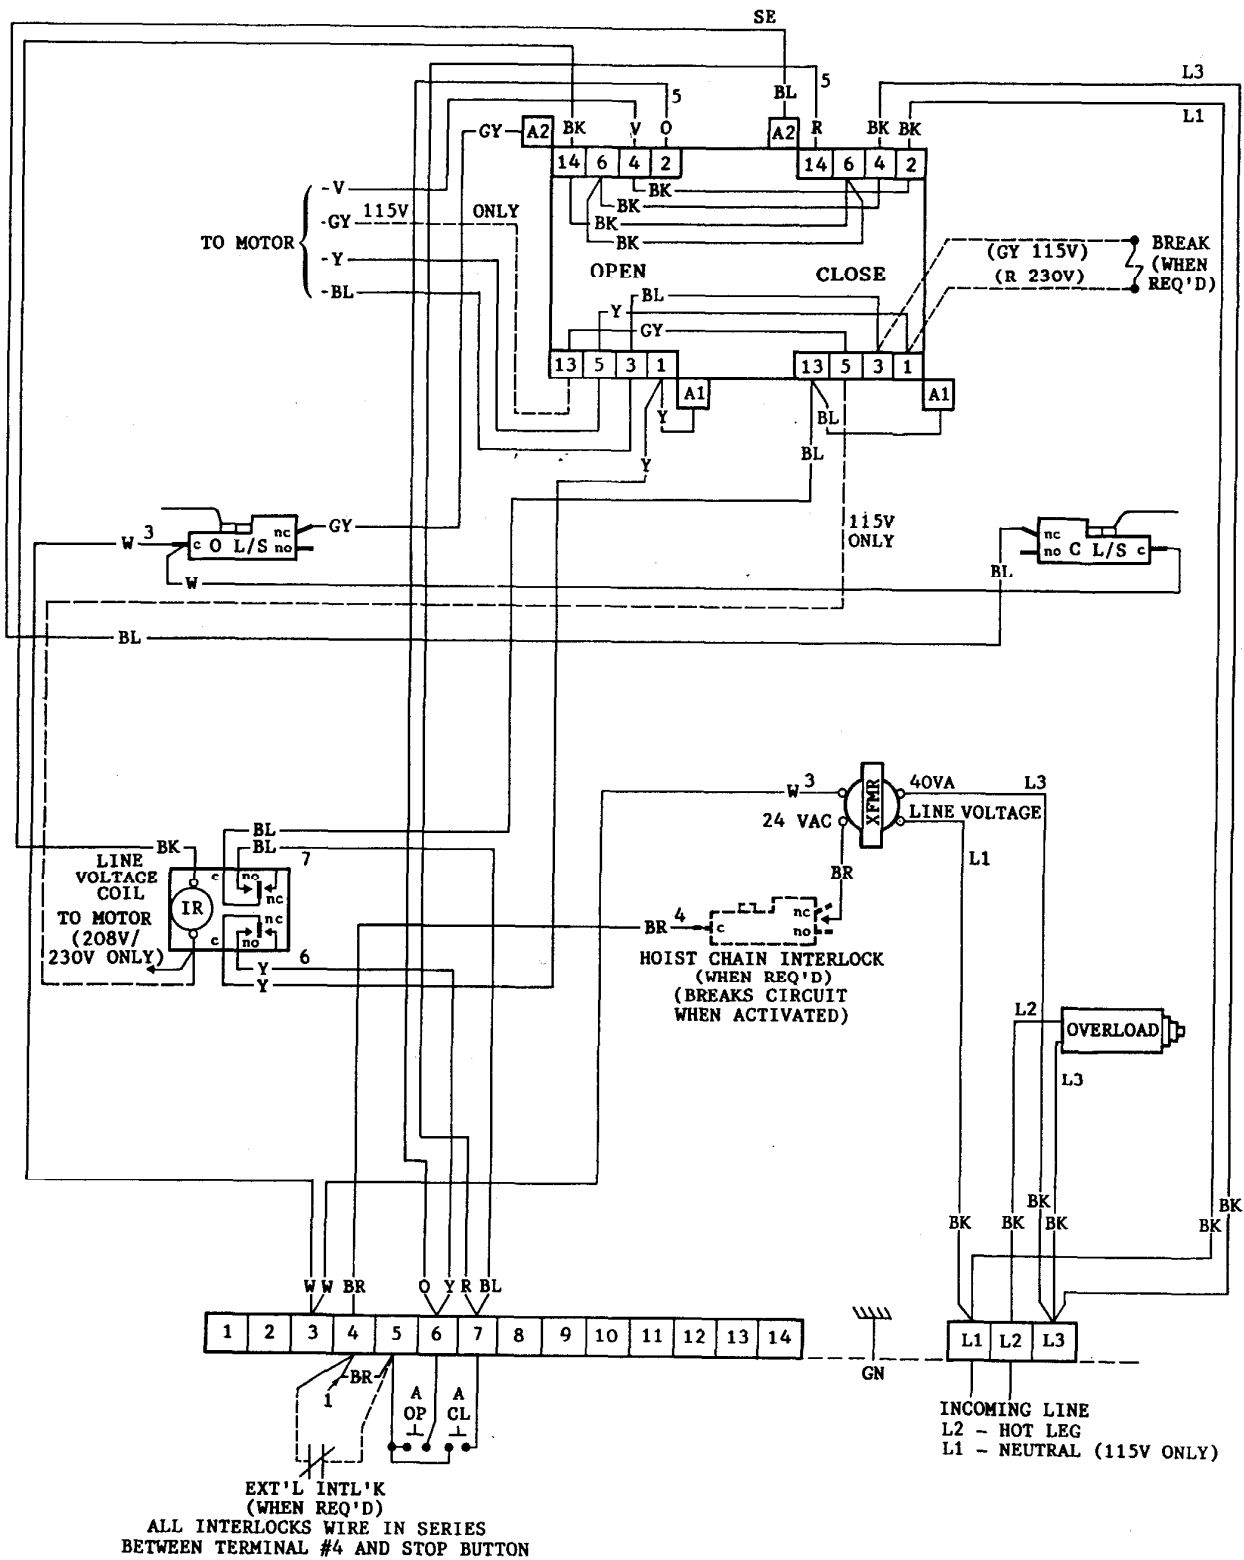 SE
L3
L1
5
5
BL
GY
A2
BK
V
O
A2
R
BK
BK
14
6
4
2
14
6
4
2
BK
BK
BK
BK
TO MOTOR
-V
-GY
115V
ONLY
-Y
-BL
OPEN
CLOSE
(GY 115V)
(R 230V)
BREAK
(WHEN
REQ'D)
BL
Y
GY
13
5
3
1
13
5
3
1
A1
A1
Y
BL
Y
BL
W
3
c
O L/S
nc
no
GY
W
115V
ONLY
nc
no
C L/S
c
BL
BL
W
3
XFMR
40VA
L3
24 VAC
LINE VOLTAGE
L1
BR
BK
BL
BL
7
LINE
VOLTAGE
COIL
c
no
nc
IR
nc
c
no
TO MOTOR
(208V/
230V ONLY)
Y
6
Y
BR
4
c
nc
no
HOIST CHAIN INTERLOCK
(WHEN REQ'D)
(BREAKS CIRCUIT
WHEN ACTIVATED)
L2
OVERLOAD
L3
BK
BK
BK
BK
BK
BK
W
W
BR
O
Y
R
BL
1
2
3
4
5
6
7
8
9
10
11
12
13
14
L1
L2
L3
GN
BR
1
A
OP
A
CL
INCOMING LINE
L2 - HOT LEG
L1 - NEUTRAL (115V ONLY)
EXT'L INTL'K
(WHEN REQ'D)
ALL INTERLOCKS WIRE IN SERIES
BETWEEN TERMINAL #4 AND STOP BUTTON